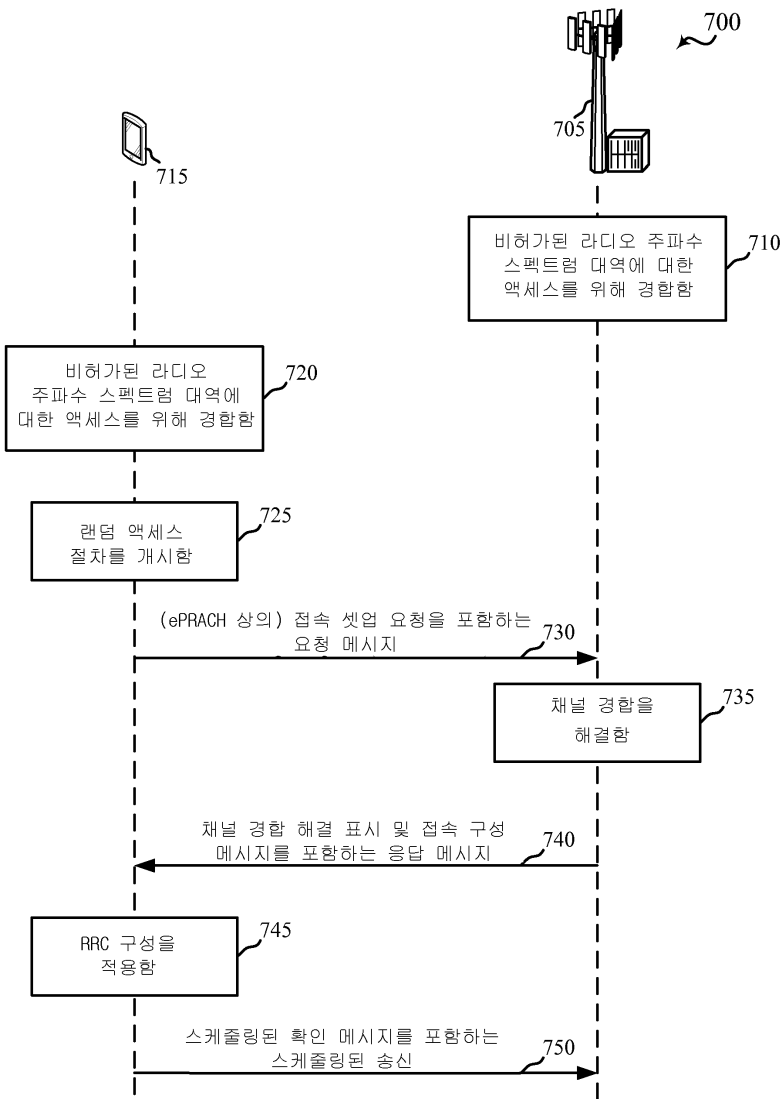 700
705
715
비허가된 라디오 주파수
스펙트럼 대역에 대한
액세스를 위해 경합함
710
비허가된 라디오
주파수 스펙트럼 대역에
대한 액세스를 위해 경합함
720
랜덤 액세스
절차를 개시함
725
(ePRACH 상의) 접속 셋업 요청을 포함하는
요청 메시지
730
채널 경합을
해결함
735
채널 경합 해결 표시 및 접속 구성
메시지를 포함하는 응답 메시지
740
RRC 구성을
적용함
745
스케줄링된 확인 메시지를 포함하는
스케줄링된 송신
750